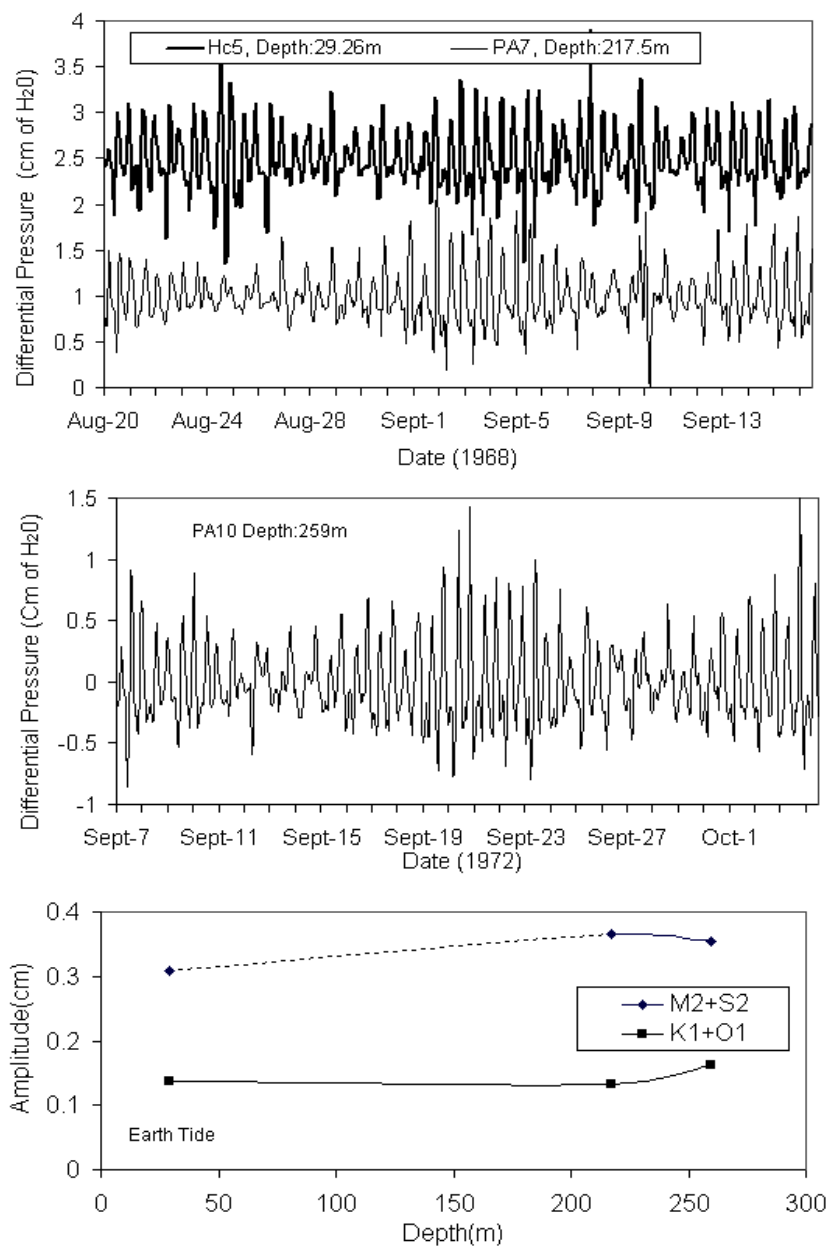 4
3.5
3
2.5
2
1.5
1
0.5
0
Differential Pressure (cm of H₂0)
Hc5, Depth:29.26m PA7, Depth:217.5m
Aug-20 Aug-24 Aug-28 Sept-1 Sept-5 Sept-9 Sept-13
Date (1968)
1.5
1
0.5
0
-0.5
-1
Differential Pressure (Cm of H₂0)
PA10 Depth:259m
Sept-7 Sept-11 Sept-15 Sept-19 Sept-23 Sept-27 Oct-1
Date (1972)
0.4
0.3
0.2
0.1
0
Amplitude(cm)
M2+S2
K1+O1
Earth Tide
0 50 100 150 200 250 300
Depth(m)